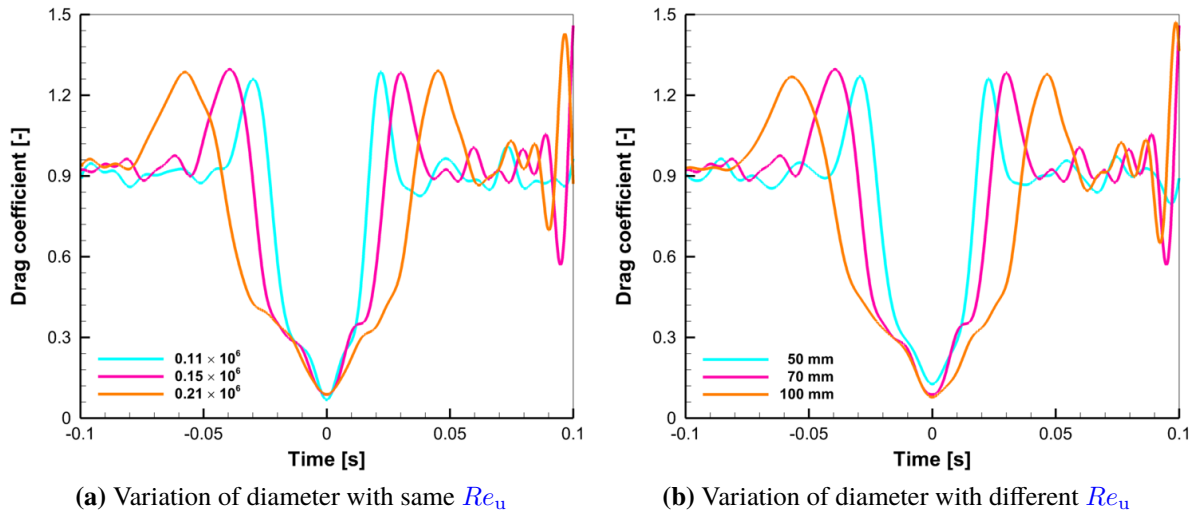 1.5
1.2
0.9
0.6
0.3
0
Drag coefficient [-]
0.11 × 10⁶
0.15 × 10⁶
0.21 × 10⁶
-0.1 -0.05 0 0.05 0.1
Time [s]
(a) Variation of diameter with same Reᵤ
1.5
1.2
0.9
0.6
0.3
0
Drag coefficient [-]
50 mm
70 mm
100 mm
-0.1 -0.05 0 0.05 0.1
Time [s]
(b) Variation of diameter with different Reᵤ